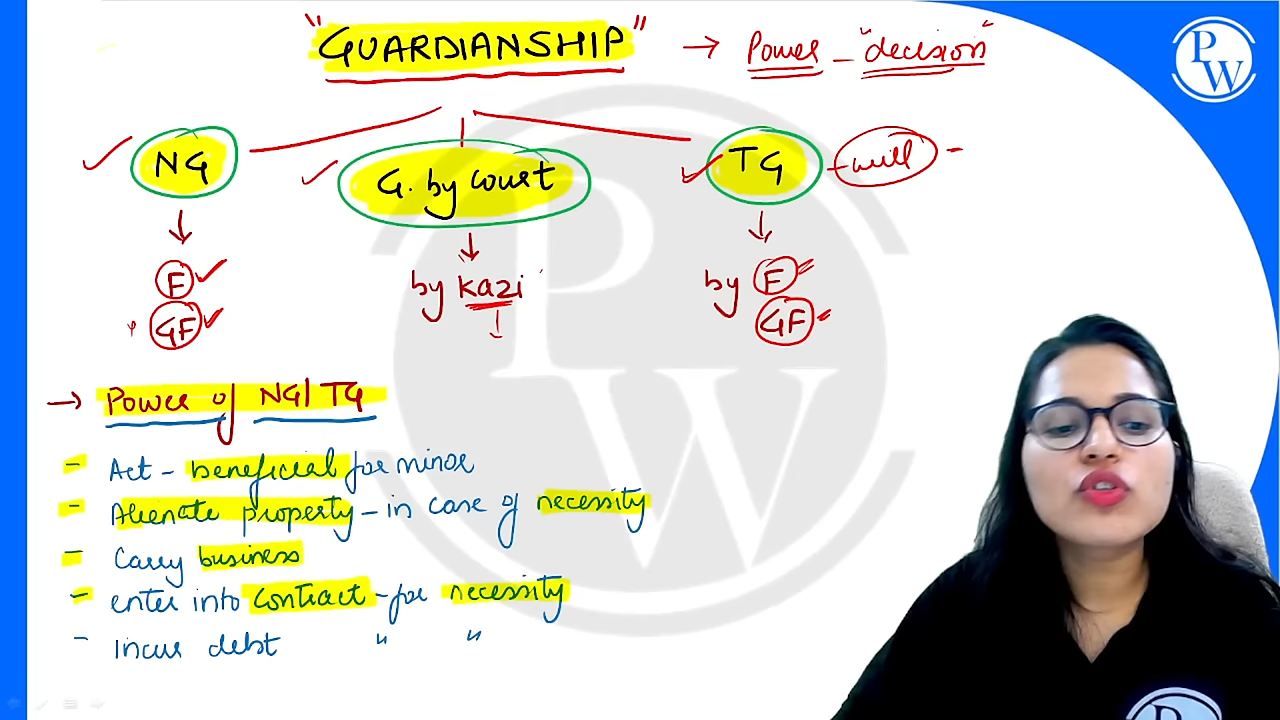 "GUARDIANSHIP" → Power - "decision"
NG
G. by court
TG - will -
F
GF
by kazi
by F
GF
→ Power of NG/TG
- Act - beneficial for minor
- Alienate property - in case of necessity
- Carry business
- enter into contract - for necessity
- incur debt " "
PW
PW